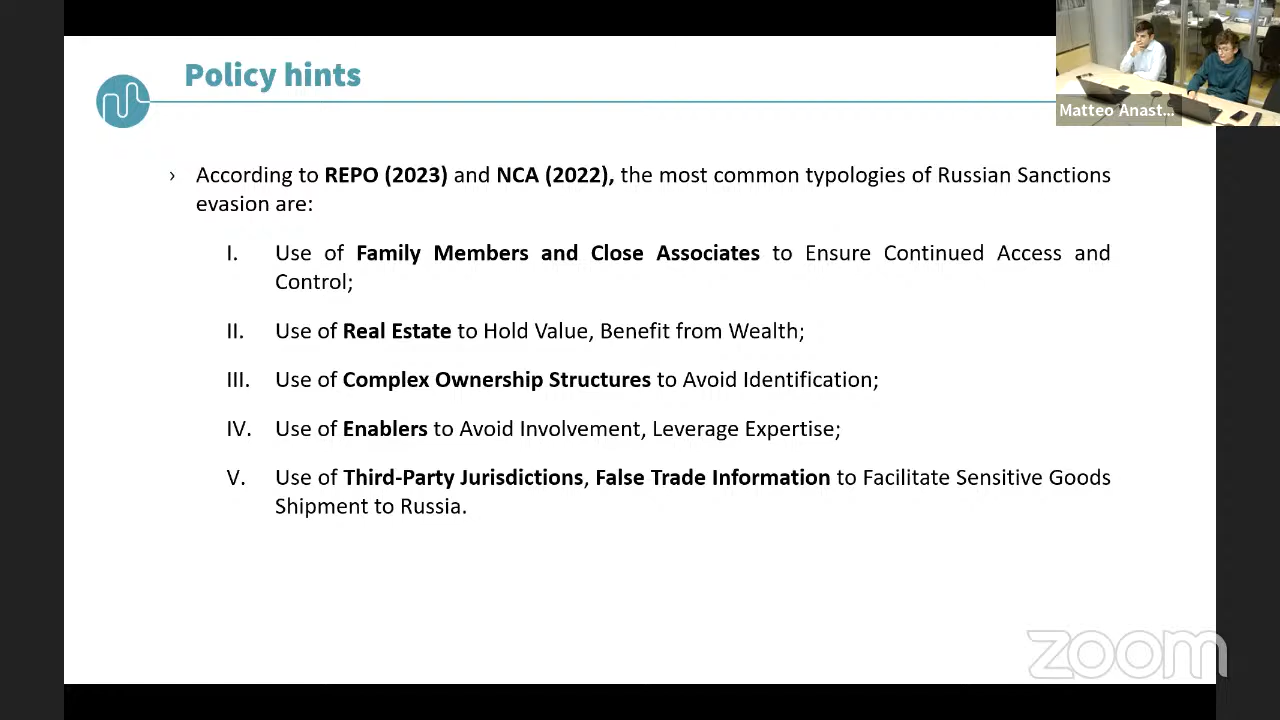 Policy hints
Matteo Anast...
› According to REPO (2023) and NCA (2022), the most common typologies of Russian Sanctions
evasion are:
I. Use of Family Members and Close Associates to Ensure Continued Access and
Control;
II. Use of Real Estate to Hold Value, Benefit from Wealth;
III. Use of Complex Ownership Structures to Avoid Identification;
IV. Use of Enablers to Avoid Involvement, Leverage Expertise;
V. Use of Third-Party Jurisdictions, False Trade Information to Facilitate Sensitive Goods
Shipment to Russia.
zoom